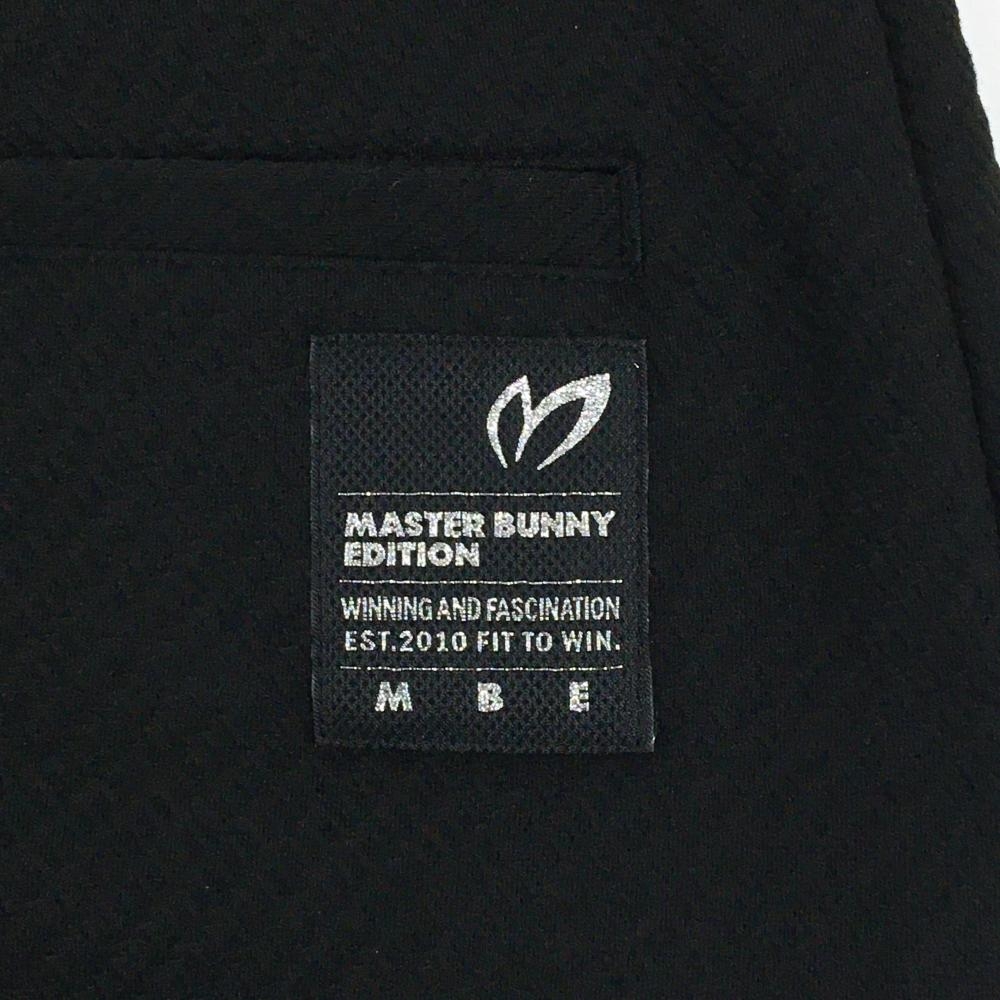 MASTER BUNNY
EDITION
WINNING AND FASCINATION
EST.2010 FIT TO WIN.
M B E